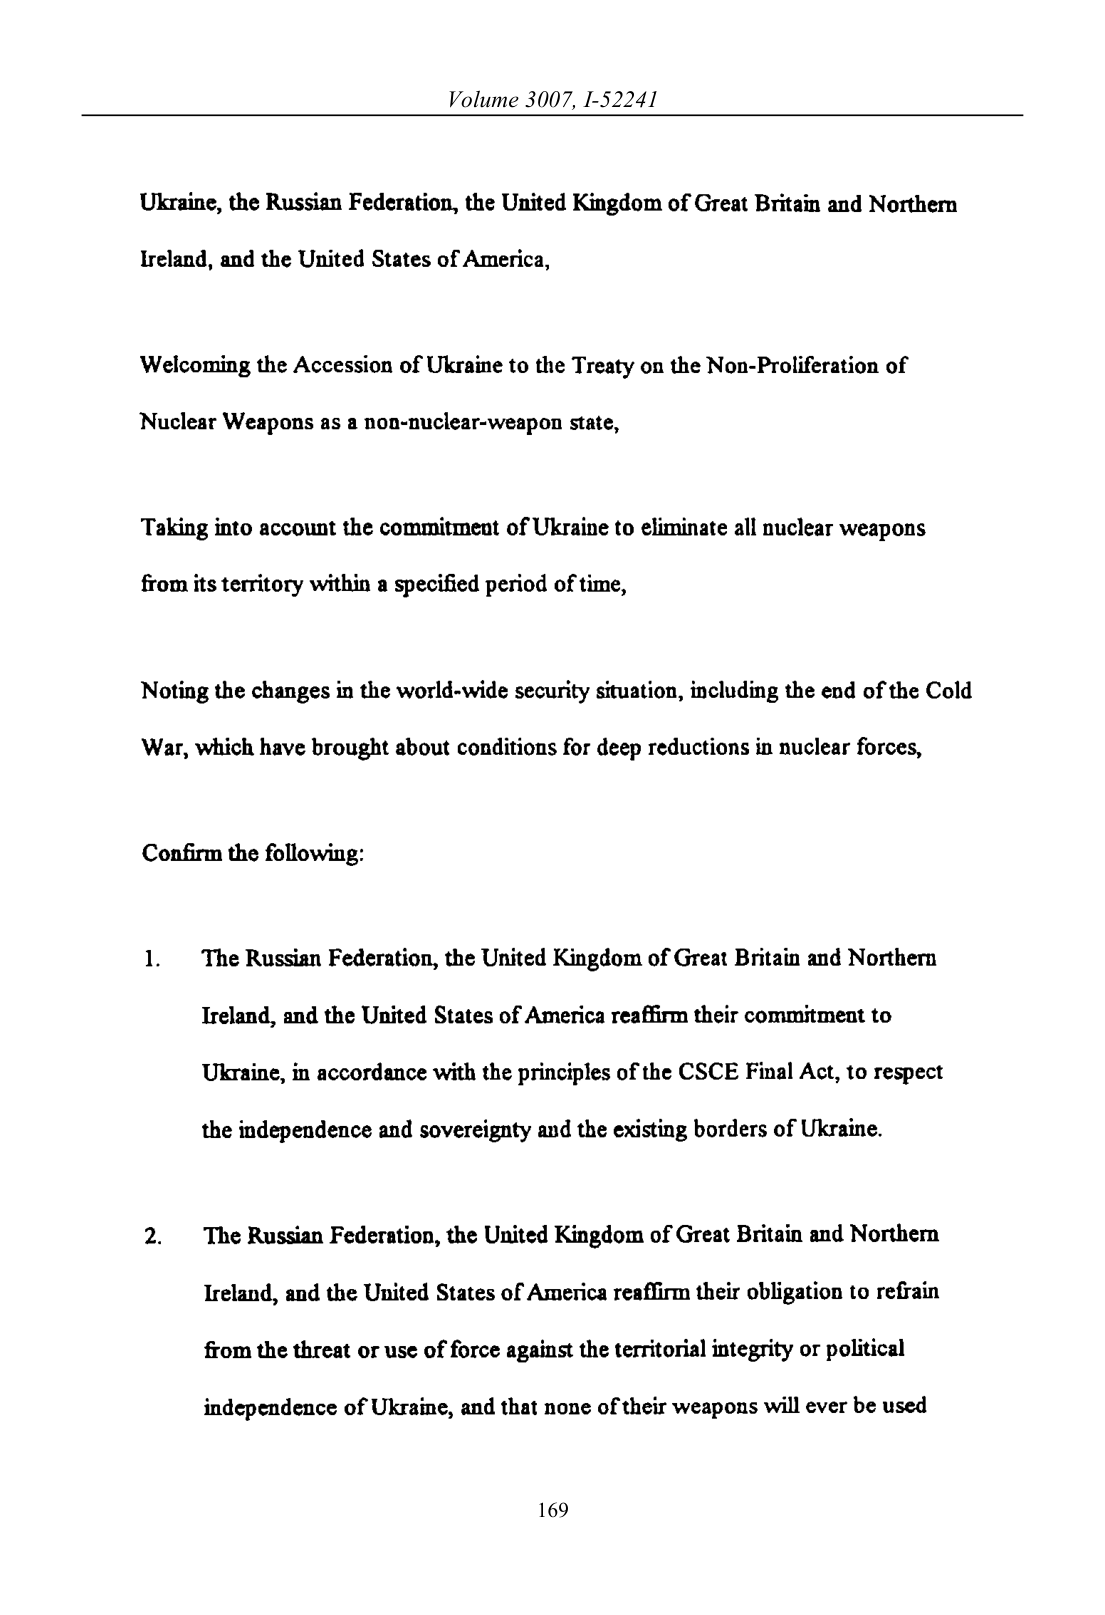 Volume 3007, I-52241
Ukraine, the Russian Federation, the United Kingdom of Great Britain and Northern
Ireland, and the United States of America,
Welcoming the Accession of Ukraine to the Treaty on the Non-Proliferation of
Nuclear Weapons as a non-nuclear-weapon state,
Taking into account the commitment of Ukraine to eliminate all nuclear weapons
from its territory within a specified period of time,
Noting the changes in the world-wide security situation, including the end of the Cold
War, which have brought about conditions for deep reductions in nuclear forces,
Confirm the following:
1. The Russian Federation, the United Kingdom of Great Britain and Northern
Ireland, and the United States of America reaffirm their commitment to
Ukraine, in accordance with the principles of the CSCE Final Act, to respect
the independence and sovereignty and the existing borders of Ukraine.
2. The Russian Federation, the United Kingdom of Great Britain and Northern
Ireland, and the United States of America reaffirm their obligation to refrain
from the threat or use of force against the territorial integrity or political
independence of Ukraine, and that none of their weapons will ever be used
169